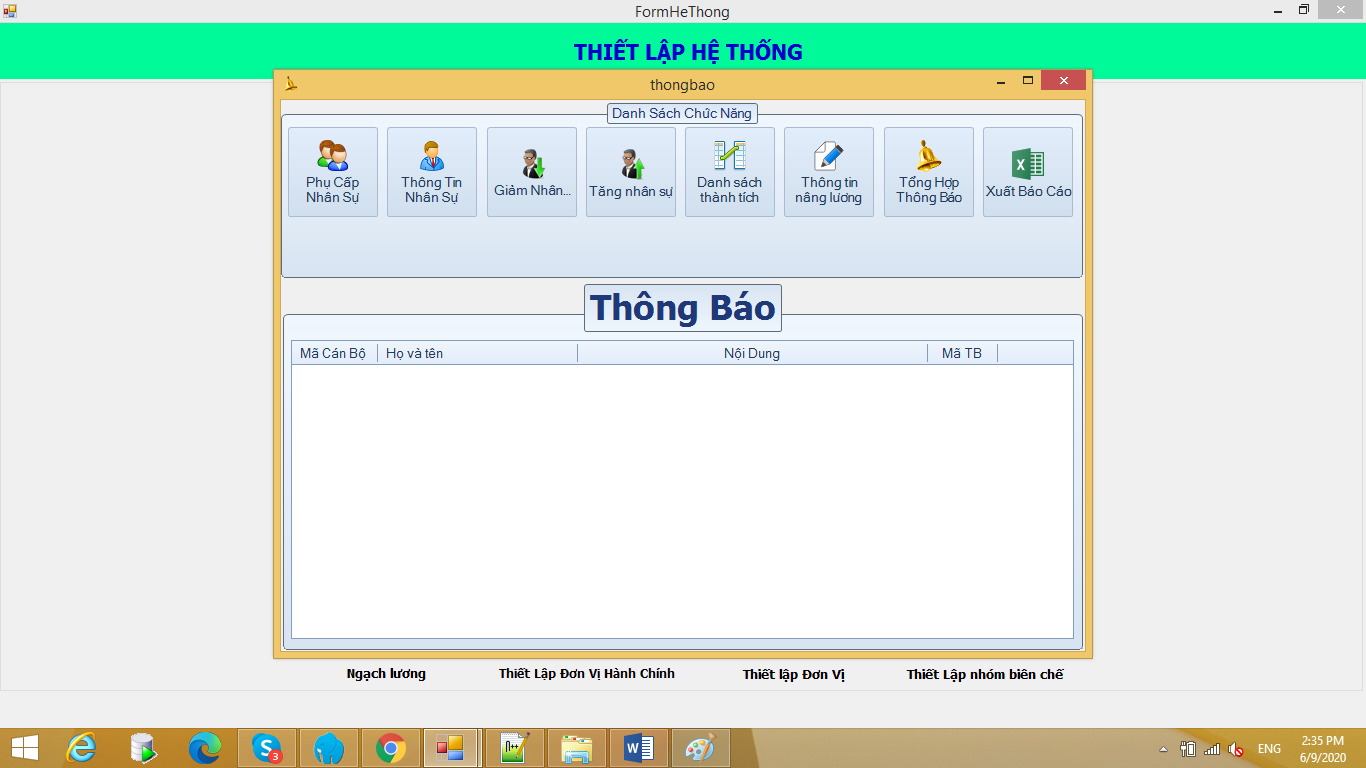 FormHeThong
THIẾT LẬP HỆ THỐNG
thongbao
Danh Sách Chức Năng
Phụ Cấp
Nhân Sự
Thông Tin
Nhân Sự
Giảm Nhân...
Tăng nhân sự
Danh sách
thành tích
Thông tin
nâng lương
Tổng Hợp
Thông Báo
Xuất Báo Cáo
Thông Báo
Mã Cán Bộ Họ và tên Nội Dung Mã TB
Ngạch lương Thiết Lập Đơn Vị Hành Chính Thiết lập Đơn Vị Thiết Lập nhóm biên chế
3
ENG
2:35 PM
6/9/2020